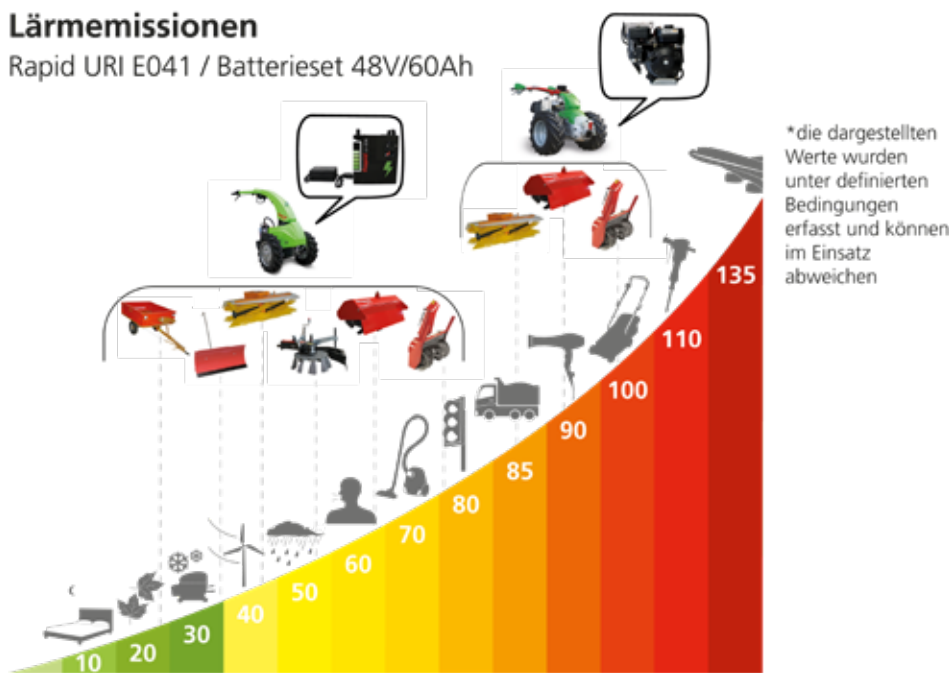 Lärmemissionen
Rapid URI E041 / Batterieset 48V/60Ah
*die dargestellten
Werte wurden
unter definierten
Bedingungen
erfasst und können
im Einsatz
abweichen
10
20
30
40
50
60
70
80
85
90
100
110
135